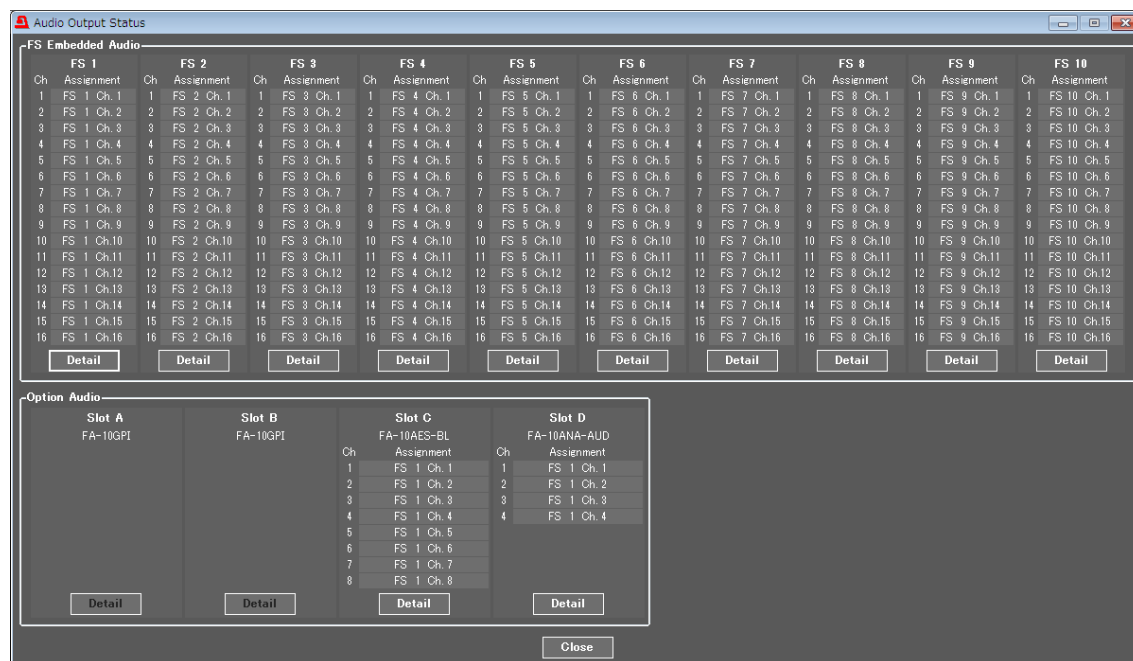 Audio Output Status
FS Embedded Audio
FS 1 FS 2 FS 3 FS 4 FS 5 FS 6 FS 7 FS 8 FS 9 FS 10
Ch Assignment Ch Assignment Ch Assignment Ch Assignment Ch Assignment Ch Assignment Ch Assignment Ch Assignment Ch Assignment Ch Assignment
1 FS 1 Ch. 1 1 FS 2 Ch. 1 1 FS 3 Ch. 1 1 FS 4 Ch. 1 1 FS 5 Ch. 1 1 FS 6 Ch. 1 1 FS 7 Ch. 1 1 FS 8 Ch. 1 1 FS 9 Ch. 1 1 FS 10 Ch. 1
2 FS 1 Ch. 2 2 FS 2 Ch. 2 2 FS 3 Ch. 2 2 FS 4 Ch. 2 2 FS 5 Ch. 2 2 FS 6 Ch. 2 2 FS 7 Ch. 2 2 FS 8 Ch. 2 2 FS 9 Ch. 2 2 FS 10 Ch. 2
3 FS 1 Ch. 3 3 FS 2 Ch. 3 3 FS 3 Ch. 3 3 FS 4 Ch. 3 3 FS 5 Ch. 3 3 FS 6 Ch. 3 3 FS 7 Ch. 3 3 FS 8 Ch. 3 3 FS 9 Ch. 3 3 FS 10 Ch. 3
4 FS 1 Ch. 4 4 FS 2 Ch. 4 4 FS 3 Ch. 4 4 FS 4 Ch. 4 4 FS 5 Ch. 4 4 FS 6 Ch. 4 4 FS 7 Ch. 4 4 FS 8 Ch. 4 4 FS 9 Ch. 4 4 FS 10 Ch. 4
5 FS 1 Ch. 5 5 FS 2 Ch. 5 5 FS 3 Ch. 5 5 FS 4 Ch. 5 5 FS 5 Ch. 5 5 FS 6 Ch. 5 5 FS 7 Ch. 5 5 FS 8 Ch. 5 5 FS 9 Ch. 5 5 FS 10 Ch. 5
6 FS 1 Ch. 6 6 FS 2 Ch. 6 6 FS 3 Ch. 6 6 FS 4 Ch. 6 6 FS 5 Ch. 6 6 FS 6 Ch. 6 6 FS 7 Ch. 6 6 FS 8 Ch. 6 6 FS 9 Ch. 6 6 FS 10 Ch. 6
7 FS 1 Ch. 7 7 FS 2 Ch. 7 7 FS 3 Ch. 7 7 FS 4 Ch. 7 7 FS 5 Ch. 7 7 FS 6 Ch. 7 7 FS 7 Ch. 7 7 FS 8 Ch. 7 7 FS 9 Ch. 7 7 FS 10 Ch. 7
8 FS 1 Ch. 8 8 FS 2 Ch. 8 8 FS 3 Ch. 8 8 FS 4 Ch. 8 8 FS 5 Ch. 8 8 FS 6 Ch. 8 8 FS 7 Ch. 8 8 FS 8 Ch. 8 8 FS 9 Ch. 8 8 FS 10 Ch. 8
9 FS 1 Ch. 9 9 FS 2 Ch. 9 9 FS 3 Ch. 9 9 FS 4 Ch. 9 9 FS 5 Ch. 9 9 FS 6 Ch. 9 9 FS 7 Ch. 9 9 FS 8 Ch. 9 9 FS 9 Ch. 9 9 FS 10 Ch. 9
10 FS 1 Ch.10 10 FS 2 Ch.10 10 FS 3 Ch.10 10 FS 4 Ch.10 10 FS 5 Ch.10 10 FS 6 Ch.10 10 FS 7 Ch.10 10 FS 8 Ch.10 10 FS 9 Ch.10 10 FS 10 Ch.10
11 FS 1 Ch.11 11 FS 2 Ch.11 11 FS 3 Ch.11 11 FS 4 Ch.11 11 FS 5 Ch.11 11 FS 6 Ch.11 11 FS 7 Ch.11 11 FS 8 Ch.11 11 FS 9 Ch.11 11 FS 10 Ch.11
12 FS 1 Ch.12 12 FS 2 Ch.12 12 FS 3 Ch.12 12 FS 4 Ch.12 12 FS 5 Ch.12 12 FS 6 Ch.12 12 FS 7 Ch.12 12 FS 8 Ch.12 12 FS 9 Ch.12 12 FS 10 Ch.12
13 FS 1 Ch.13 13 FS 2 Ch.13 13 FS 3 Ch.13 13 FS 4 Ch.13 13 FS 5 Ch.13 13 FS 6 Ch.13 13 FS 7 Ch.13 13 FS 8 Ch.13 13 FS 9 Ch.13 13 FS 10 Ch.13
14 FS 1 Ch.14 14 FS 2 Ch.14 14 FS 3 Ch.14 14 FS 4 Ch.14 14 FS 5 Ch.14 14 FS 6 Ch.14 14 FS 7 Ch.14 14 FS 8 Ch.14 14 FS 9 Ch.14 14 FS 10 Ch.14
15 FS 1 Ch.15 15 FS 2 Ch.15 15 FS 3 Ch.15 15 FS 4 Ch.15 15 FS 5 Ch.15 15 FS 6 Ch.15 15 FS 7 Ch.15 15 FS 8 Ch.15 15 FS 9 Ch.15 15 FS 10 Ch.15
16 FS 1 Ch.16 16 FS 2 Ch.16 16 FS 3 Ch.16 16 FS 4 Ch.16 16 FS 5 Ch.16 16 FS 6 Ch.16 16 FS 7 Ch.16 16 FS 8 Ch.16 16 FS 9 Ch.16 16 FS 10 Ch.16
Detail Detail Detail Detail Detail Detail Detail Detail Detail Detail
Option Audio
Slot A Slot B Slot C Slot D
FA-10GPI FA-10GPI FA-10AES-BL FA-10ANA-AUD
Ch Assignment Ch Assignment
1 FS 1 Ch. 1 1 FS 1 Ch. 1
2 FS 1 Ch. 2 2 FS 1 Ch. 2
3 FS 1 Ch. 3 3 FS 1 Ch. 3
4 FS 1 Ch. 4 4 FS 1 Ch. 4
5 FS 1 Ch. 5
6 FS 1 Ch. 6
7 FS 1 Ch. 7
8 FS 1 Ch. 8
Detail Detail Detail Detail
Close